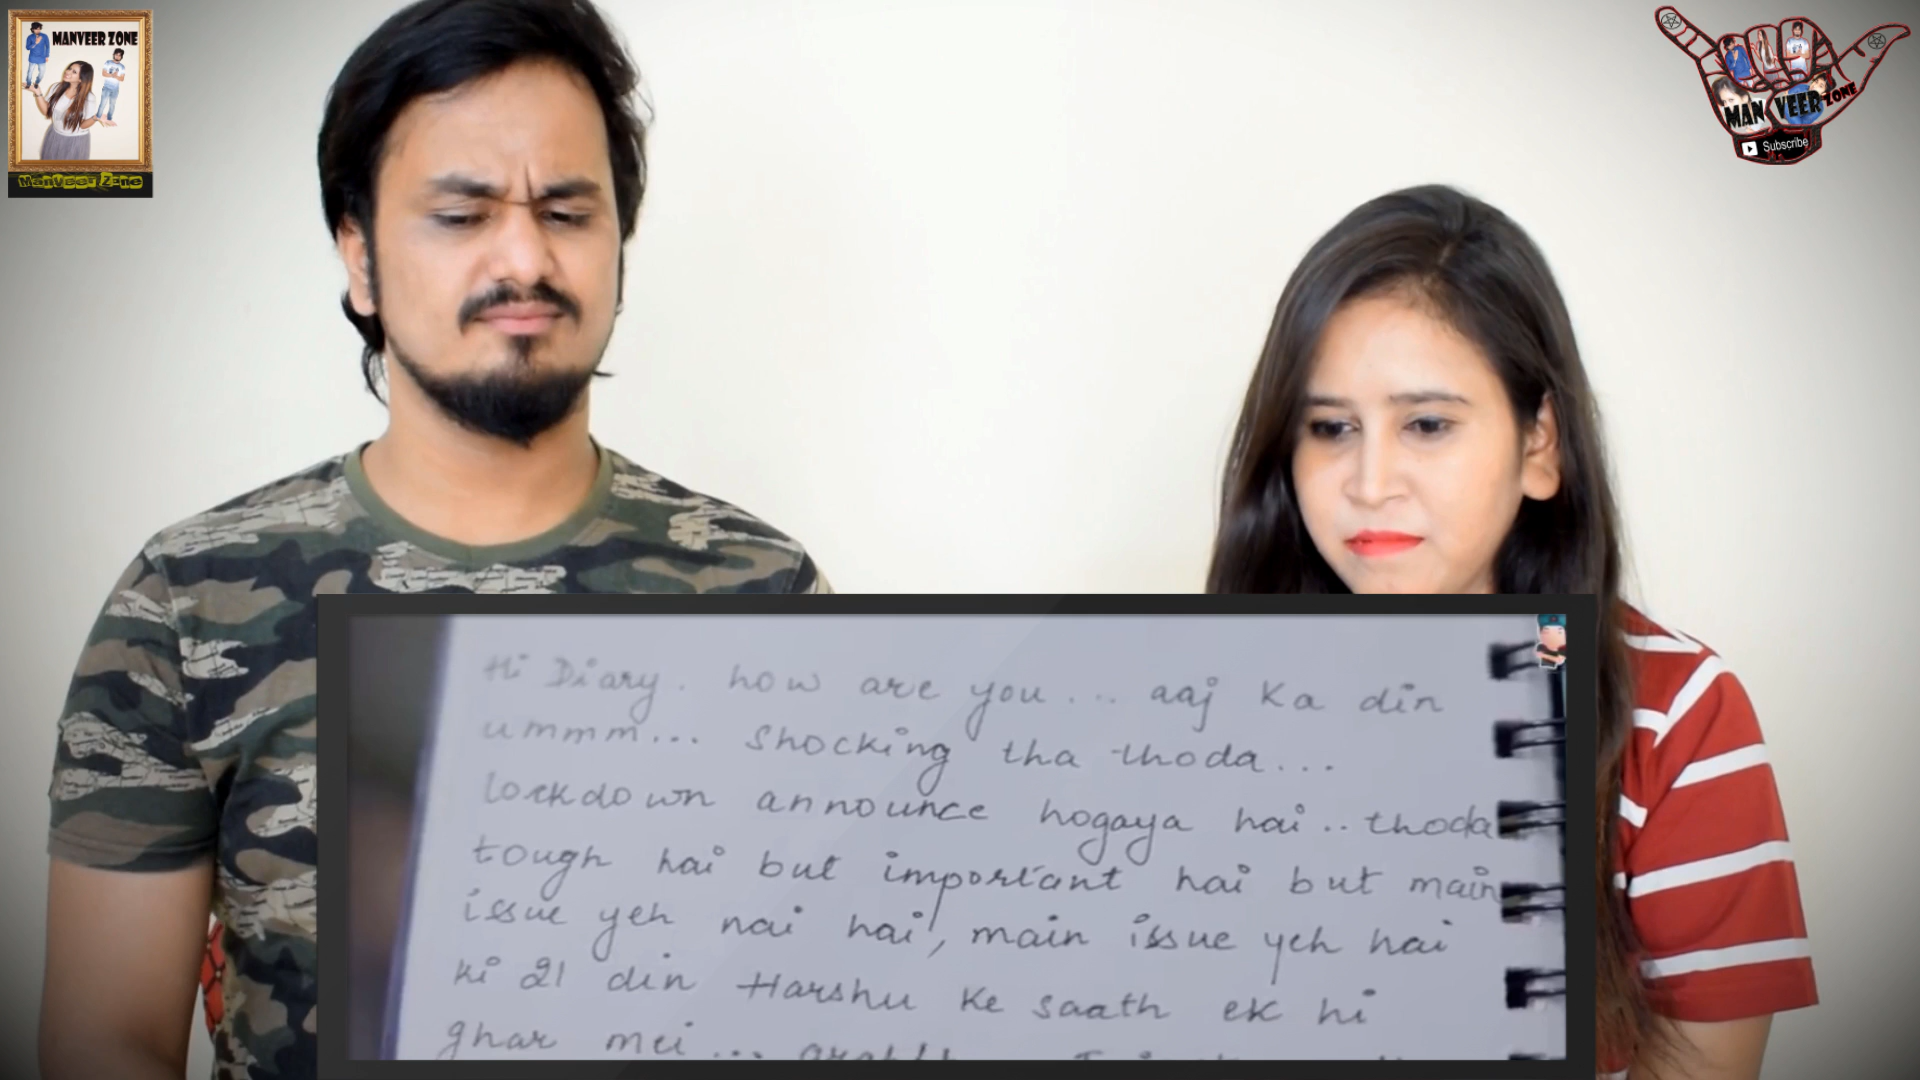 MANVEER ZONE
ManVeer Zone
MAN VEER ZONE
Subscribe
Hi Diary. how are you... aaj ka din
ummm... shocking tha thoda...
lockdown announce hogaya hai.. thoda
tough hai but important hai but main
issue yeh nai hai, main issue yeh hai
ki 21 din Harshu ke saath ek hi
ghar mei...